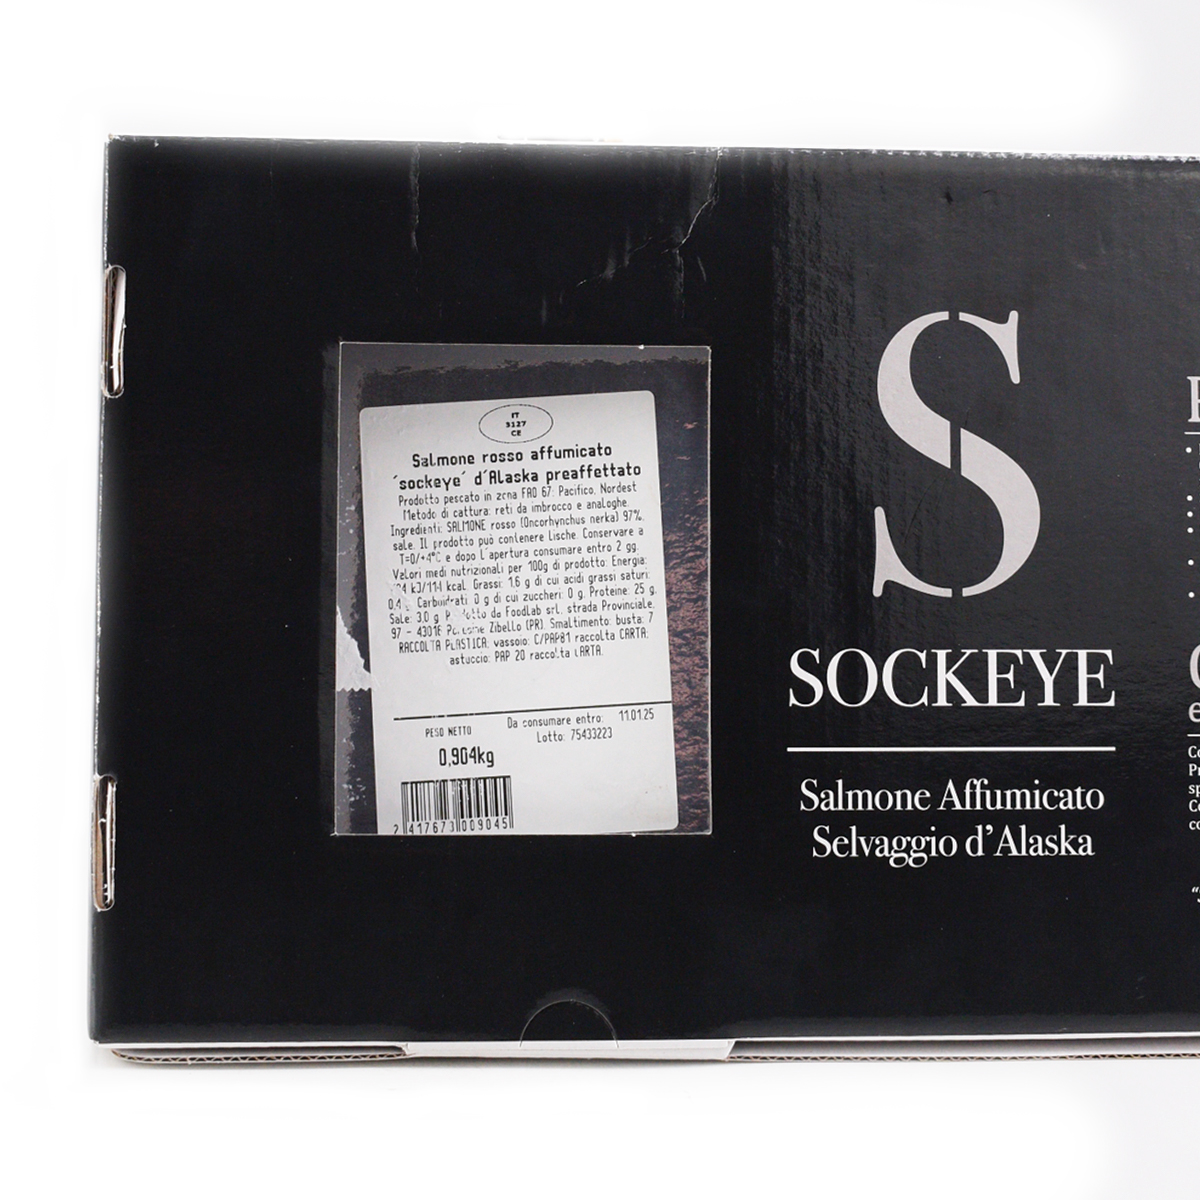 IT
3127
CE
Salmone rosso affumicato
'sockeye' d'Alaska preaffettato
Prodotto pescato in zona FAO 67: Pacifico, Nordest
Metodo di cattura: reti da imbrocco e analoghe.
Ingredienti: SALMONE rosso (Oncorhynchus nerka) 97%,
sale. Il prodotto può contenere lische. Conservare a
T=0/+4°C e dopo l'apertura consumare entro 2 gg.
Valori medi nutrizionali per 100g di prodotto: Energia:
kJ/114 kcal. Grassi: 1.6 g di cui acidi grassi saturi:
Carboidrati: 0 g di cui zuccheri: 0 g. Proteine: 25 g.
Sale: 3.0 g Prodotto da Foodlab srl, strada Provinciale,
97 - 43016 Zibello (PR). Smaltimento: busta: 7
RACCOLTA PLASTICA; vassoio: C/PAP81 raccolta CARTA;
astuccio: PAP 20 raccolta CARTA.
PESO NETTO
0,904kg
Da consumare entro: 11.01.25
Lotto: 75433223
2 417673 009045
S
SOCKEYE
Salmone Affumicato
Selvaggio d'Alaska